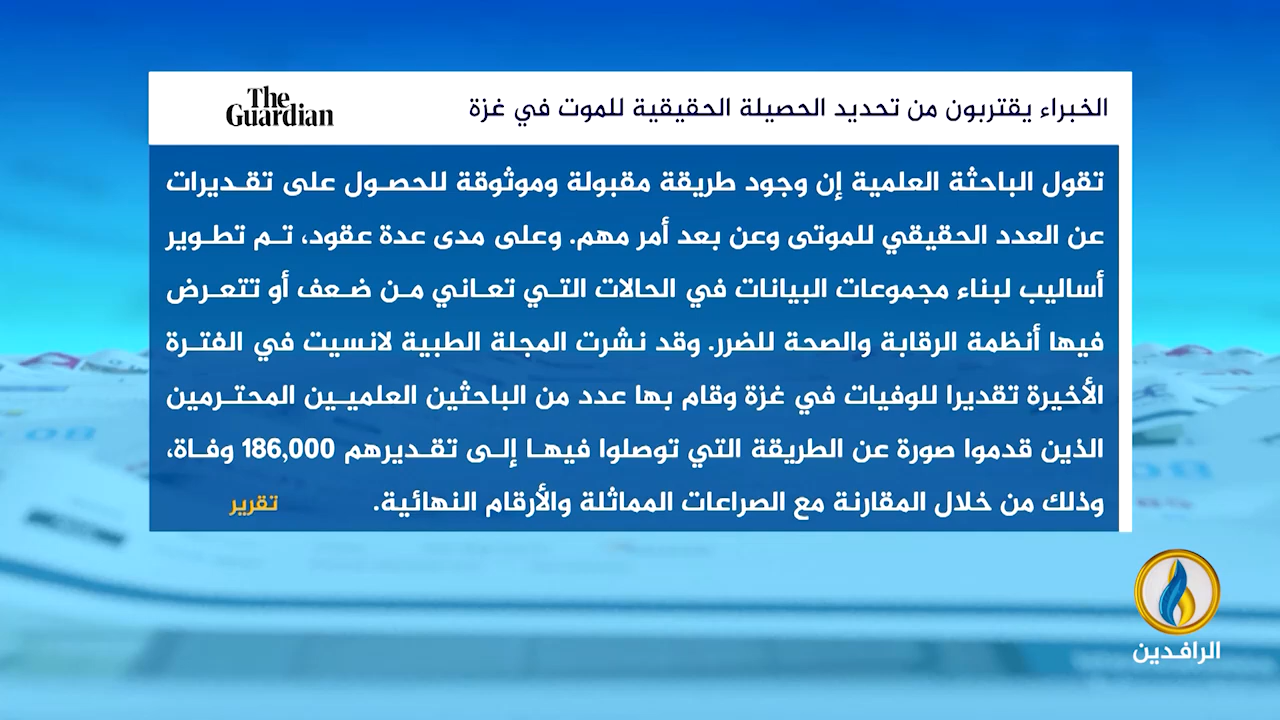 الخبراء يقتربون من تحديد الحصيلة الحقيقية للموت في غزة
The
Guardian
تقول الباحثة العلمية إن وجود طريقة مقبولة وموثوقة للحصول على تقديرات
عن العدد الحقيقي للموتى وعن بعد أمر مهم. وعلى مدى عدة عقود، تم تطوير
أساليب لبناء مجموعات البيانات في الحالات التي تعاني من ضعف أو تتعرض
فيها أنظمة الرقابة والصحة للضرر. وقد نشرت المجلة الطبية لانسيت في الفترة
الأخيرة تقديرا للوفيات في غزة وقام بها عدد من الباحثين العلميين المحترمين
الذين قدموا صورة عن الطريقة التي توصلوا فيها إلى تقديرهم 186,000 وفاة،
وذلك من خلال المقارنة مع الصراعات المماثلة والأرقام النهائية.
تقرير
الرافدين